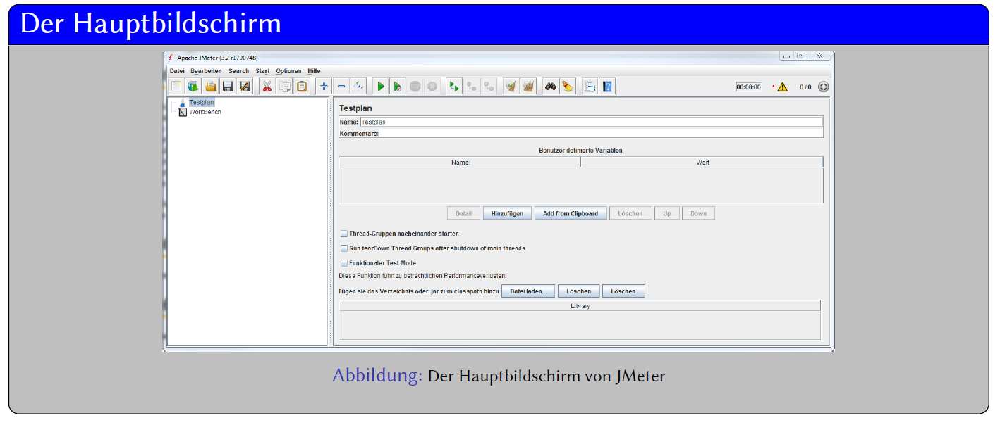 Der Hauptbildschirm
Apache JMeter (3.2 r1790748)
Datei Bearbeiten Search Start Optionen Hilfe
00:00:00 1 0 / 0
Testplan
WorkBench
Testplan
Name: Testplan
Kommentare:
Benutzer definierte Variablen
Name: Wert
Detail Hinzufügen Add from Clipboard Löschen Up Down
Thread-Gruppen nacheinander starten
Run tearDown Thread Groups after shutdown of main threads
Funktionaler Test Mode
Diese Funktion führt zu beträchtlichen Performanceverlusten.
Fügen sie das Verzeichnis oder .jar zum classpath hinzu Datei laden... Löschen Löschen
Library
Abbildung: Der Hauptbildschirm von JMeter